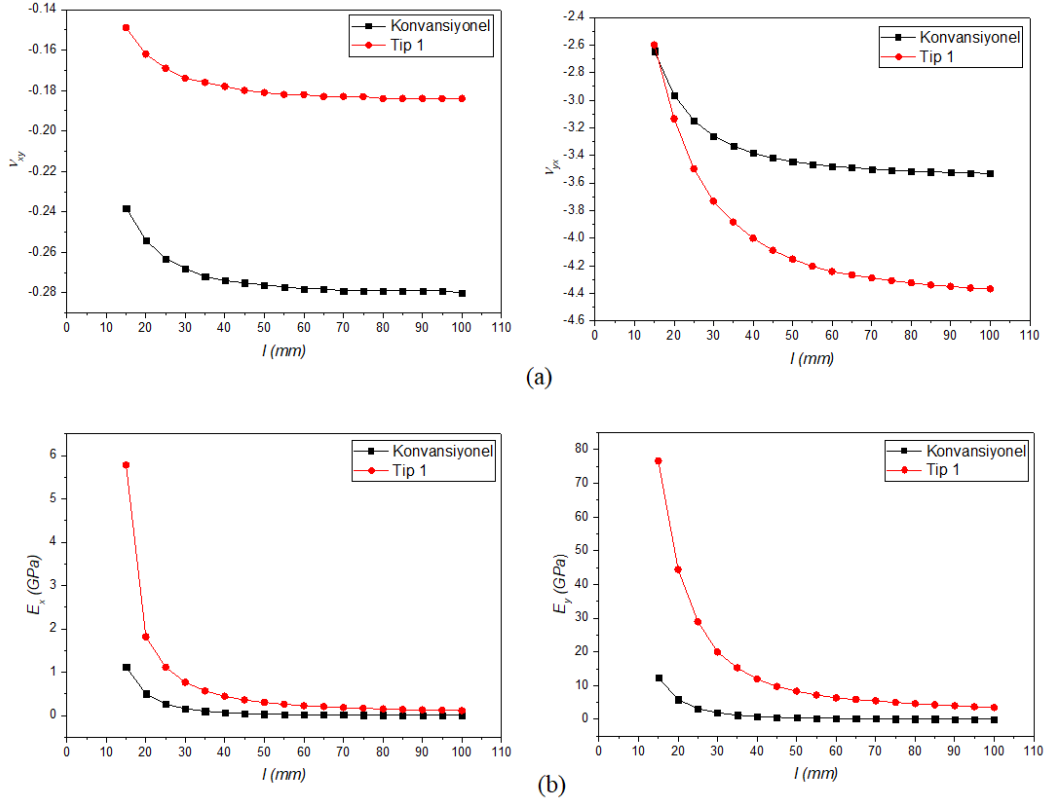 -0.14
-0.16
-0.18
-0.20
-0.22
-0.24
-0.26
-0.28
ν_xy
0 10 20 30 40 50 60 70 80 90 100 110
l (mm)
Konvansiyonel
Tip 1
-2.4
-2.6
-2.8
-3.0
-3.2
-3.4
-3.6
-3.8
-4.0
-4.2
-4.4
-4.6
ν_yx
0 10 20 30 40 50 60 70 80 90 100 110
l (mm)
Konvansiyonel
Tip 1
(a)
6
5
4
3
2
1
0
E_x (GPa)
0 10 20 30 40 50 60 70 80 90 100 110
l (mm)
Konvansiyonel
Tip 1
80
70
60
50
40
30
20
10
0
E_y (GPa)
0 10 20 30 40 50 60 70 80 90 100 110
l (mm)
Konvansiyonel
Tip 1
(b)